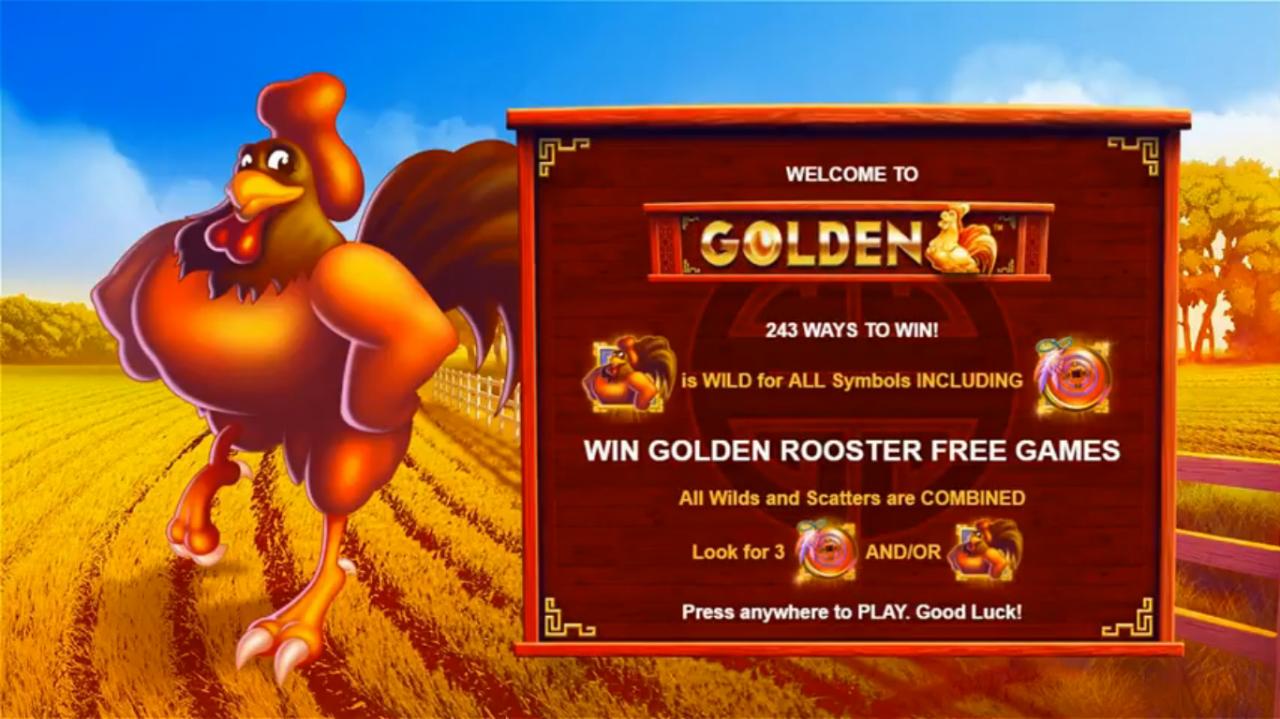 WELCOME TO
GOLDEN™
243 WAYS TO WIN!
is WILD for ALL Symbols INCLUDING
WIN GOLDEN ROOSTER FREE GAMES
All Wilds and Scatters are COMBINED
Look for 3 AND/OR
Press anywhere to PLAY. Good Luck!